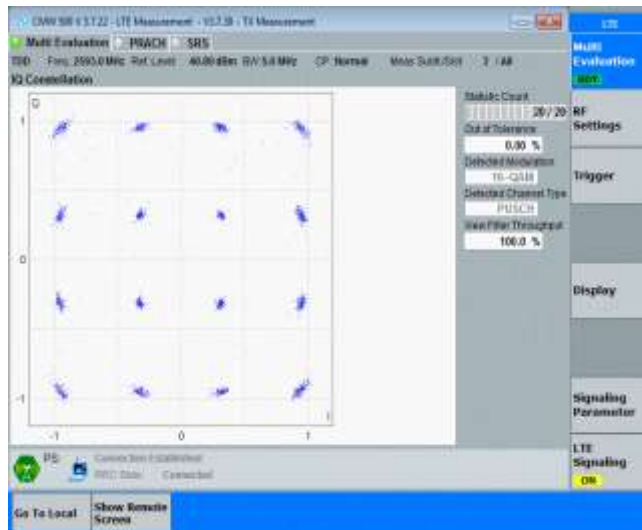 CMW 500 V 3.7.22 - LTE Measurement - V3.7.30 - TX Measurement
LTE
Multi Evaluation PRACH SRS
TDD Freq.: 2593.0 MHz Ref. Level: 40.00 dBm BW: 5.0 MHz CP: Normal Meas Subfr./Slot 2 / All
IQ Constellation
Q
1
0
-1
-1 0 1
I
Statistic Count
20 / 20
Out of Tolerance
0.00 %
Detected Modulation
16-QAM
Detected Channel Type
PUSCH
View Filter Throughput
100.0 %
Multi
Evaluation
RDY
RF
Settings
Trigger
Display
Signaling
Parameter
LTE
Signaling
ON
PS:
Connection Established
RRC State: Connected
Go To Local
Show Remote
Screen